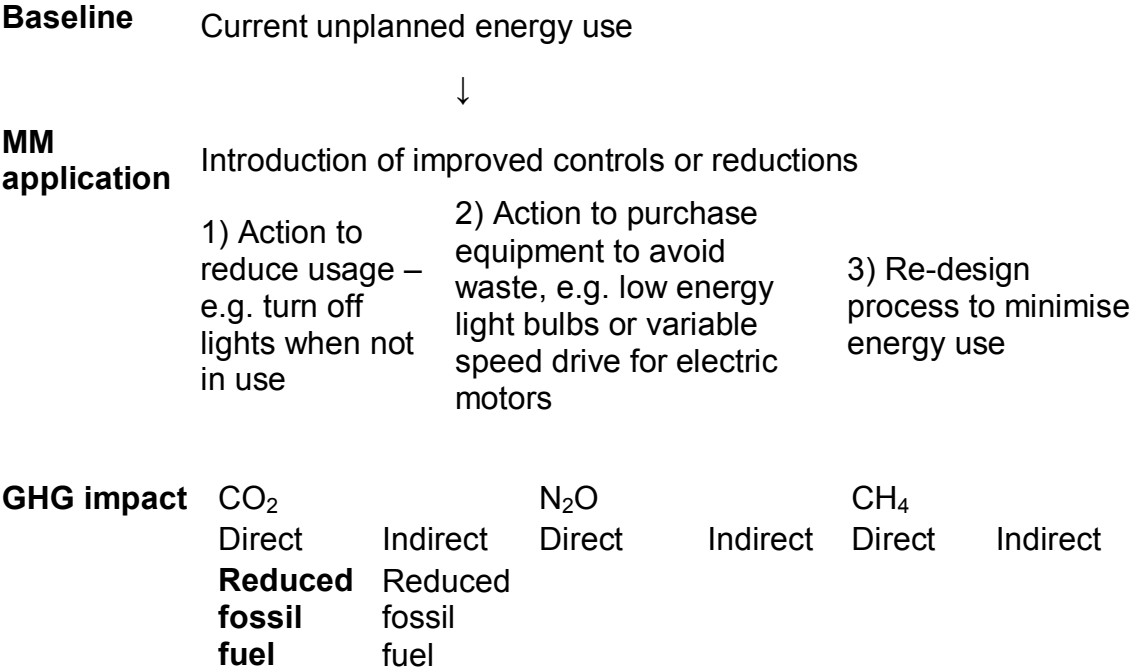 Baseline Current unplanned energy use
↓
MM
application Introduction of improved controls or reductions
1) Action to
reduce usage –
e.g. turn off
lights when not
in use
2) Action to purchase
equipment to avoid
waste, e.g. low energy
light bulbs or variable
speed drive for electric
motors
3) Re-design
process to minimise
energy use
GHG impact CO₂ N₂O CH₄
Direct Indirect Direct Indirect Direct Indirect
Reduced Reduced
fossil fossil
fuel fuel